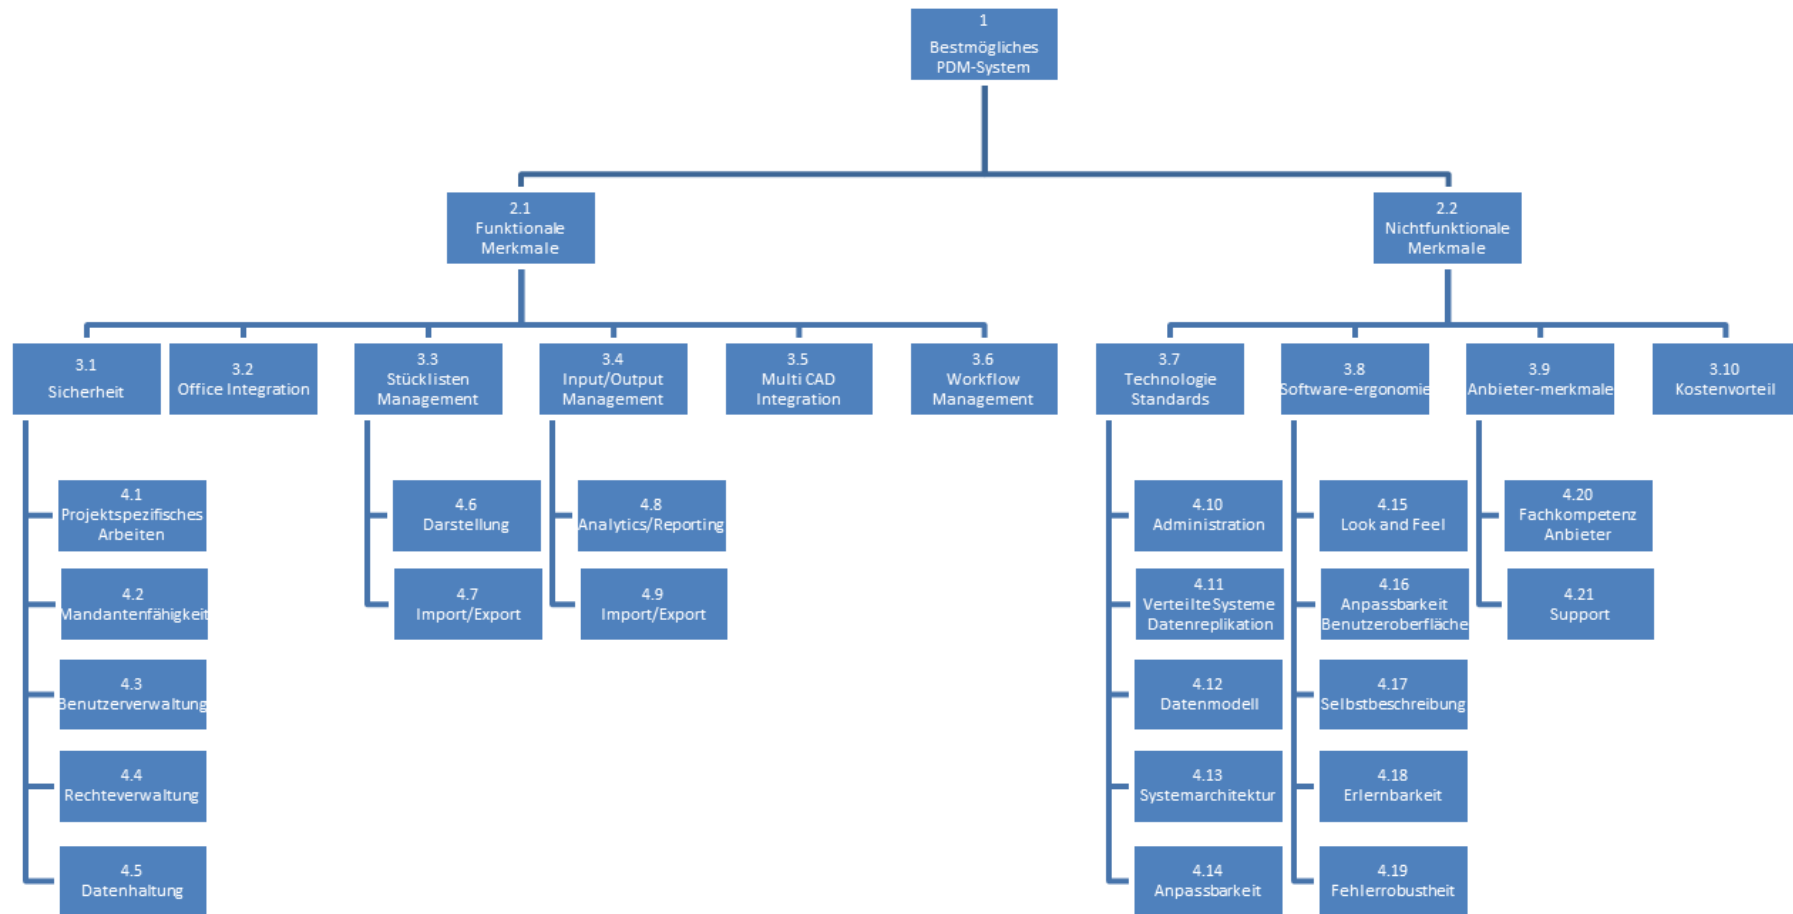 1
Bestmögliches
PDM-System
2.1
Funktionale
Merkmale
2.2
Nichtfunktionale
Merkmale
3.1
Sicherheit
3.2
Office Integration
3.3
Stücklisten
Management
3.4
Input/Output
Management
3.5
Multi CAD
Integration
3.6
Workflow
Management
3.7
Technologie
Standards
3.8
Software-ergonomie
3.9
Anbieter-merkmale
3.10
Kostenvorteil
4.1
Projektspezifisches
Arbeiten
4.2
Mandantenfähigkeit
4.3
Benutzerverwaltung
4.4
Rechteverwaltung
4.5
Datenhaltung
4.6
Darstellung
4.7
Import/Export
4.8
Analytics/Reporting
4.9
Import/Export
4.10
Administration
4.11
Verteilte Systeme
Datenreplikation
4.12
Datenmodell
4.13
Systemarchitektur
4.14
Anpassbarkeit
4.15
Look and Feel
4.16
Anpassbarkeit
Benutzeroberfläche
4.17
Selbstbeschreibung
4.18
Erlernbarkeit
4.19
Fehlerrobustheit
4.20
Fachkompetenz
Anbieter
4.21
Support